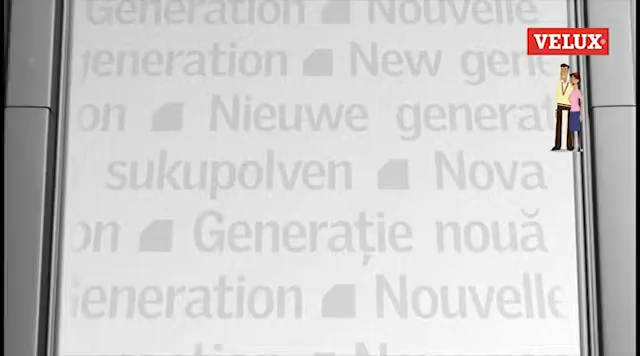 Generation Nouvelle
VELUX®
generation New gene
on Nieuwe generat
sukupolven Nova
on Generație nouă
Generation Nouvelle